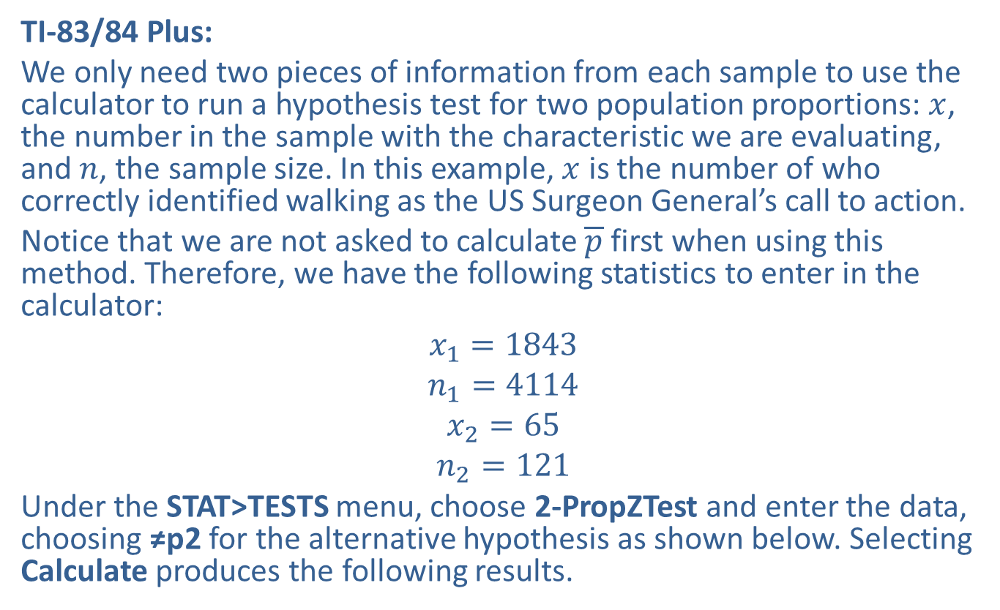 TI-83/84 Plus:
We only need two pieces of information from each sample to use the
calculator to run a hypothesis test for two population proportions: x,
the number in the sample with the characteristic we are evaluating,
and n, the sample size. In this example, x is the number of who
correctly identified walking as the US Surgeon General’s call to action.
Notice that we are not asked to calculate p̅ first when using this
method. Therefore, we have the following statistics to enter in the
calculator:
x₁ = 1843
n₁ = 4114
x₂ = 65
n₂ = 121
Under the STAT>TESTS menu, choose 2-PropZTest and enter the data,
choosing ≠p2 for the alternative hypothesis as shown below. Selecting
Calculate produces the following results.